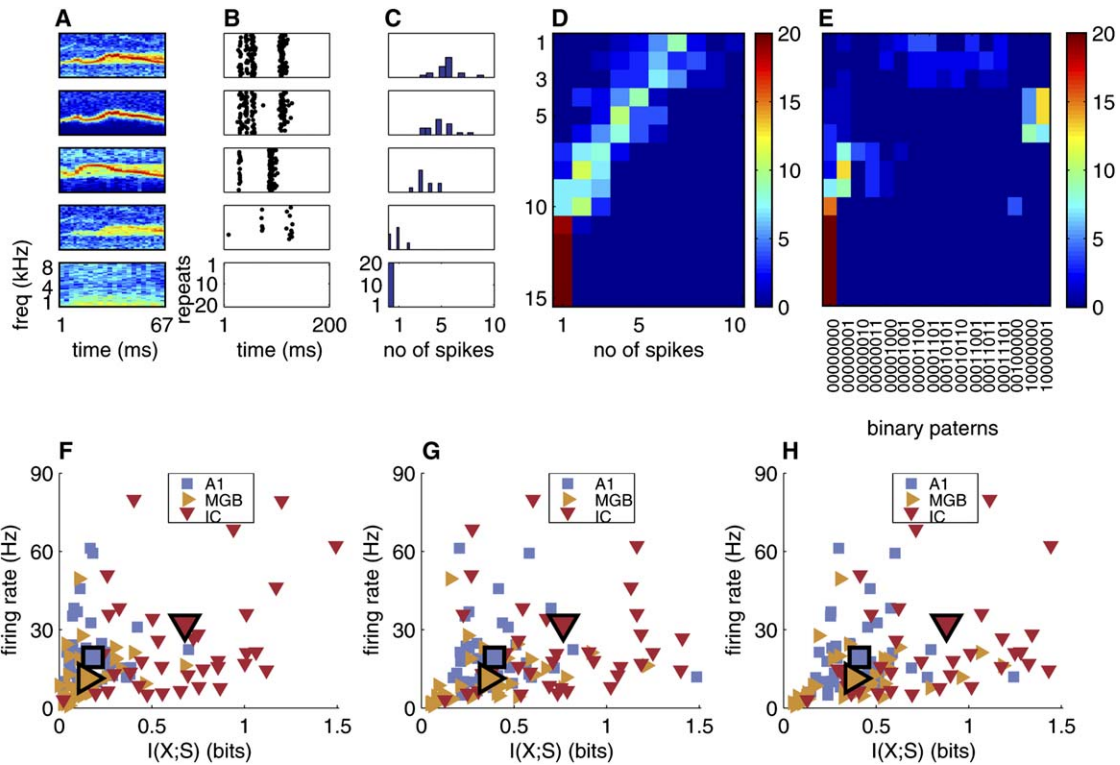 A B C D E
1
3
5
10
15
20
15
10
5
0
20
15
10
5
0
freq (kHz)
8
4
1
repeats
1
10
20
20
10
1
1 67
1 200
1 5 10
1 5 10
time (ms)
time (ms)
no of spikes
no of spikes
00000000
00000001
00000010
00000011
00001000
00001001
00001100
00001101
00010101
00010110
00011001
00011011
00011101
00100000
10000000
10000001
binary paterns
F G H
90
60
30
0
firing rate (Hz)
A1
MGB
IC
0 0.5 1 1.5
I(X;S) (bits)
90
60
30
0
firing rate (Hz)
A1
MGB
IC
0 0.5 1 1.5
I(X;S) (bits)
90
60
30
0
firing rate (Hz)
A1
MGB
IC
0 0.5 1 1.5
I(X;S) (bits)